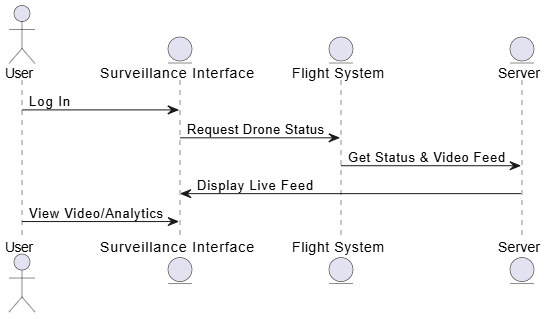 User
Surveillance Interface
Flight System
Server
Log In
Request Drone Status
Get Status & Video Feed
Display Live Feed
View Video/Analytics
User
Surveillance Interface
Flight System
Server